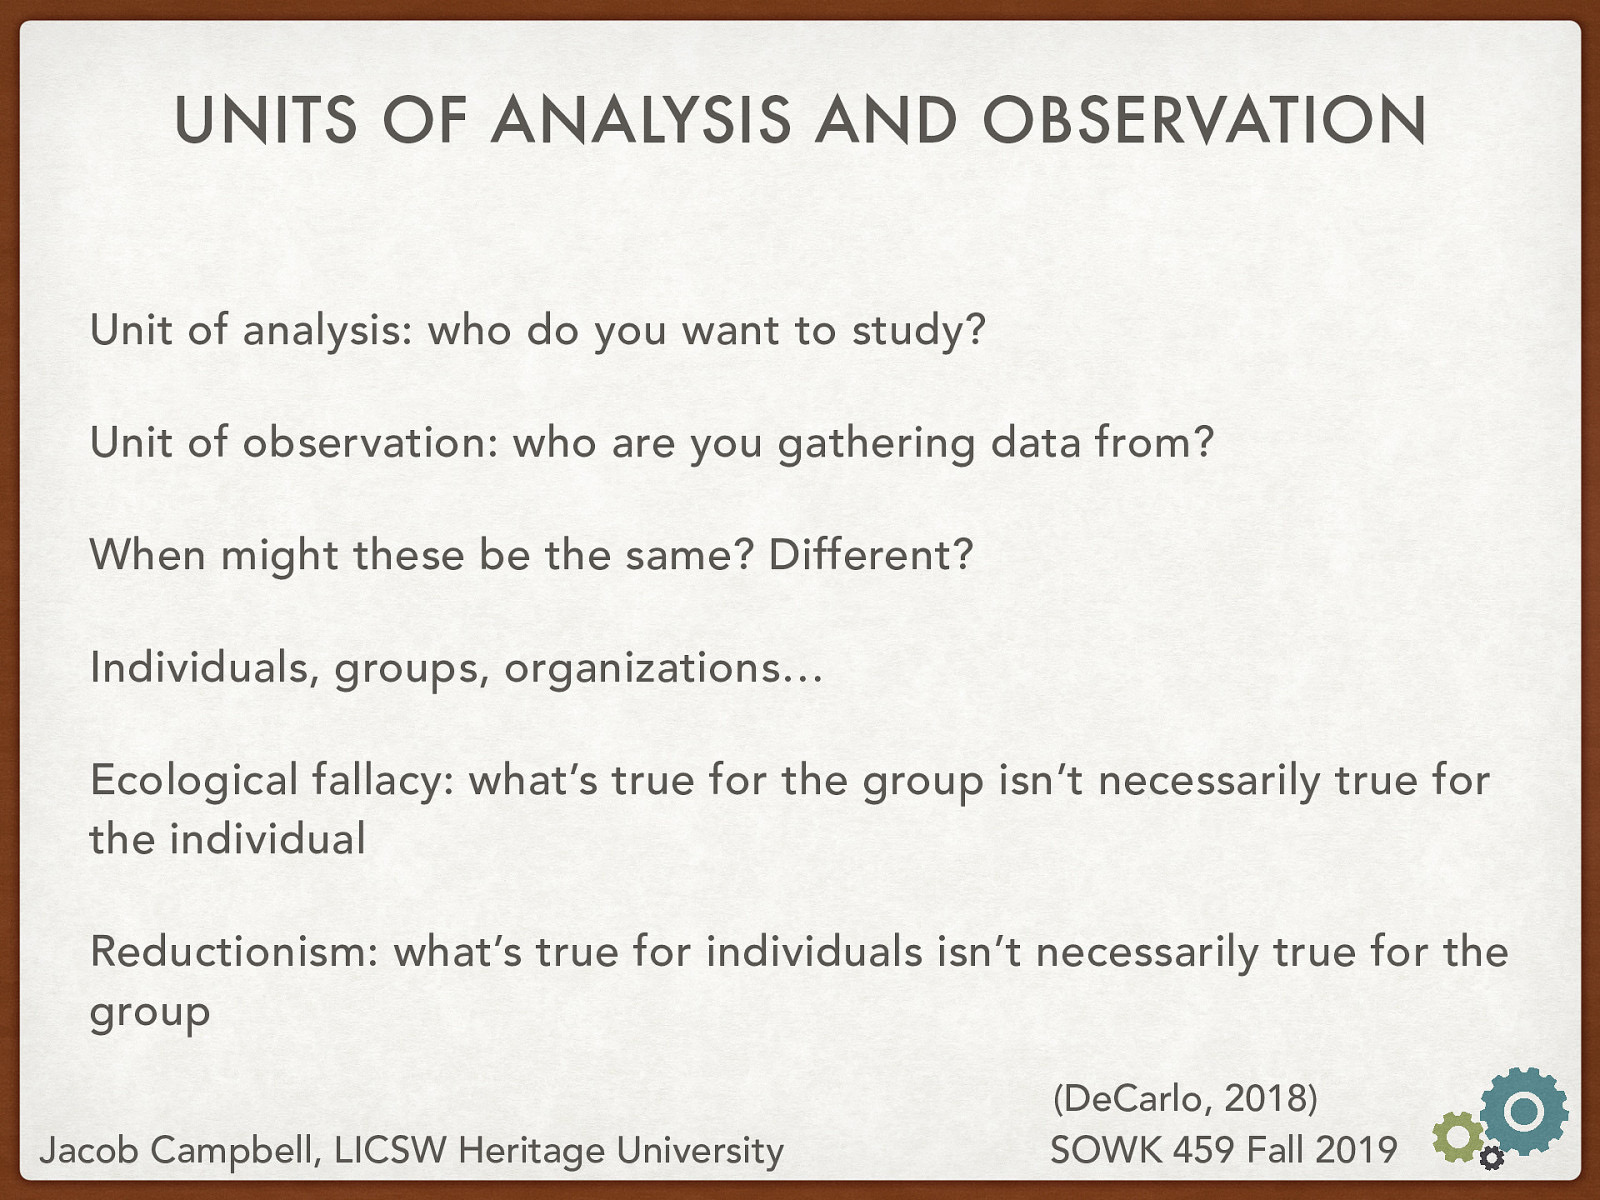 UNITS OF ANALYSIS AND OBSERVATION
Unit of analysis: who do you want to study?
Unit of observation: who are you gathering data from?
When might these be the same? Different?
Individuals, groups, organizations…
Ecological fallacy: what’s true for the group isn’t necessarily true for
the individual
Reductionism: what’s true for individuals isn’t necessarily true for the
group
(DeCarlo, 2018)
Jacob Campbell, LICSW Heritage University
SOWK 459 Fall 2019